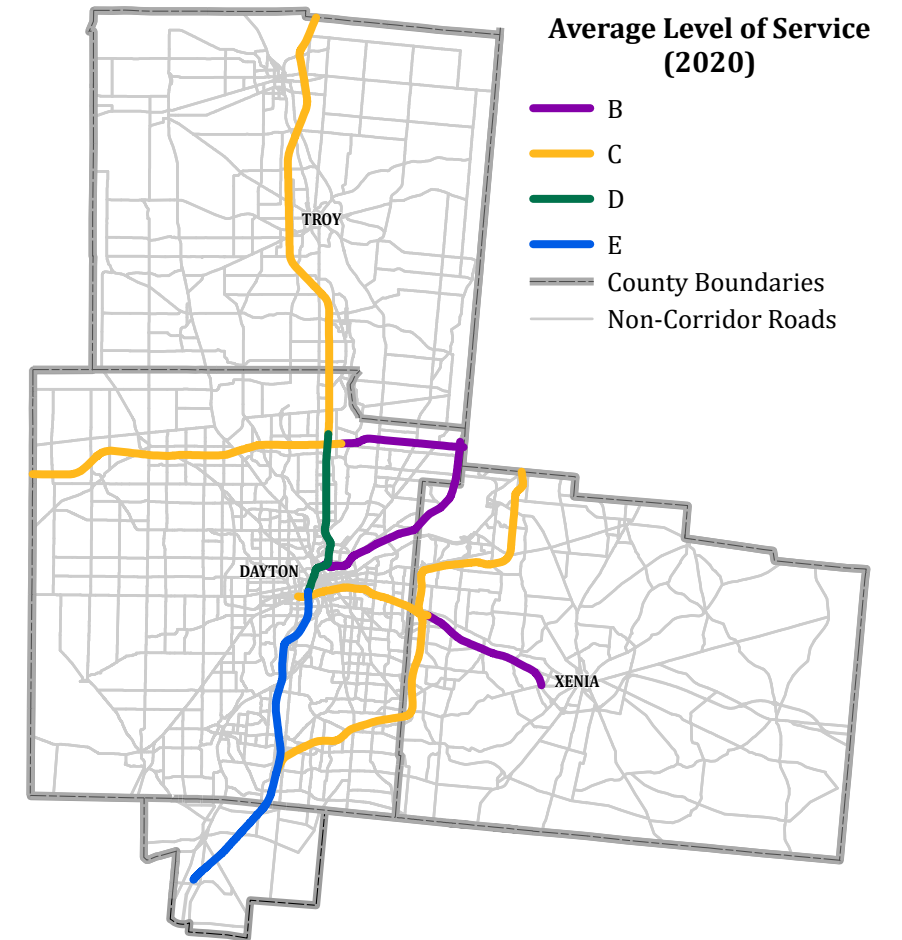 Average Level of Service
(2020)
B
C
D
E
County Boundaries
Non-Corridor Roads
TROY
DAYTON
XENIA